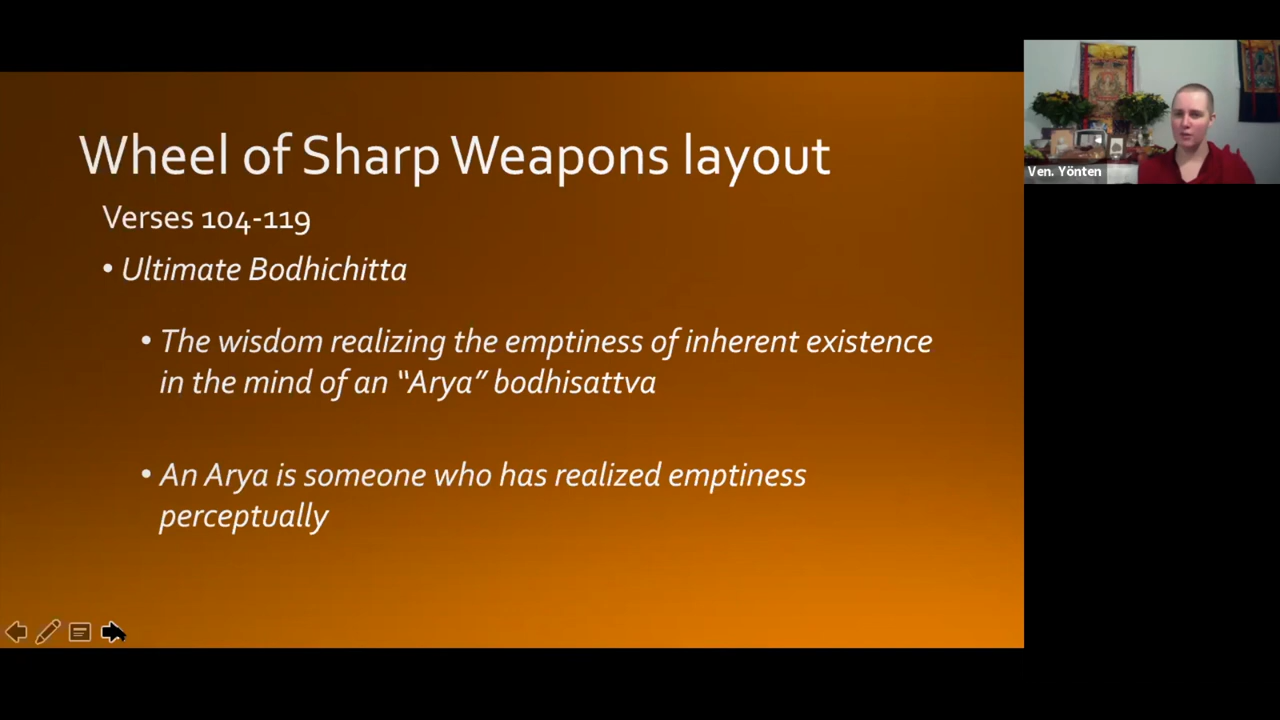 Wheel of Sharp Weapons layout
Verses 104-119
• Ultimate Bodhichitta
• The wisdom realizing the emptiness of inherent existence
in the mind of an “Arya” bodhisattva
• An Arya is someone who has realized emptiness
perceptually
Ven. Yönten